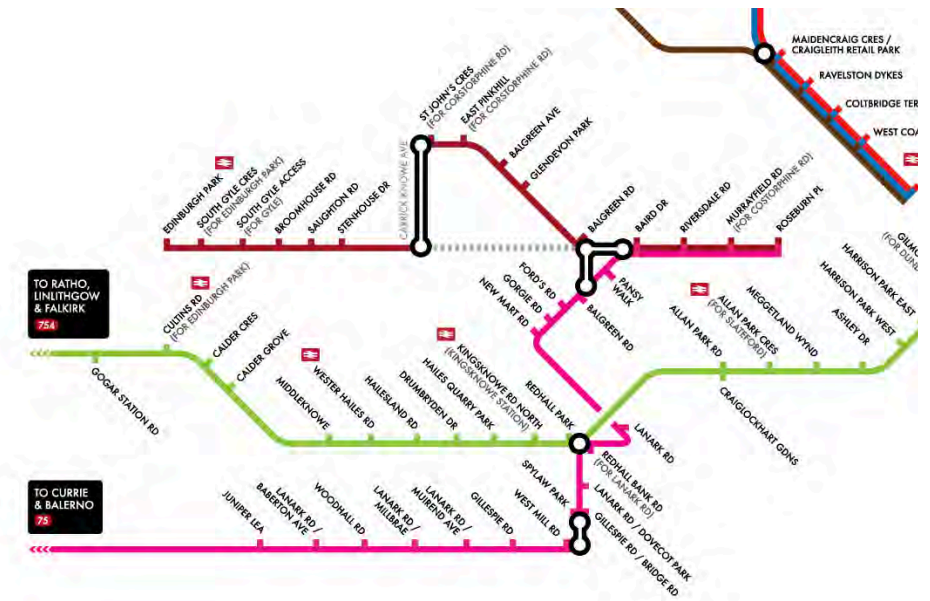 MAIDENCRAIG CRES /
CRAIGLEITH RETAIL PARK
RAVELSTON DYKES
COLTBRIDGE TER
WEST COA
ST JOHN'S CRES
(FOR CORSTORPHINE RD)
EAST PINKHILL
(FOR CORSTORPHINE RD)
BALGREEN AVE
GLENDEVON PARK
CARRICK KNOWE AVE
EDINBURGH PARK
SOUTH GYLE CRES
(FOR EDINBURGH PARK)
SOUTH GYLE ACCESS
(FOR GYLE)
BROOMHOUSE RD
SAUGHTON RD
STENHOUSE DR
BALGREEN RD
BAIRD DR
RIVERSDALE RD
MURRAYFIELD RD
(FOR COSTORPHINE RD)
ROSEBURN PL
GILMO
(FOR DUND
TO RATHO,
LINLITHGOW
& FALKIRK
754
CULTINS RD
(FOR EDINBURGH PARK)
CALDER CRES
CALDER GROVE
GOGAR STATION RD
MIDDLEKNOWE
WESTER HAILES RD
HAILESLAND RD
DRUMBRYDEN DR
HAILES QUARRY PARK
KINGSKNOWE RD NORTH
(KINGSKNOWE STATION)
REDHALL PARK
FORD'S RD
GORGIE RD
NEW MART RD
PANSY
WALK
BALGREEN RD
ALLAN PARK RD
ALLAN PARK CRES
(FOR SLATEFORD)
MEGGETLAND WYND
CRAIGLOCKHART GDNS
ASHLEY DR
HARRISON PARK WEST
HARRISON PARK EAST
LANARK RD
REDHALL BANK RD
(FOR LANARK RD)
TO CURRIE
& BALERNO
75
JUNIPER LEA
LANARK RD /
BABERTON AVE
WOODHALL RD
LANARK RD /
MILLBRAE
LANARK RD /
MUIREND AVE
GILLESPIE RD
WEST MILL RD
SPYLAW PARK
LANARK RD / DOVECOT PARK
GILLESPIE RD / BRIDGE RD